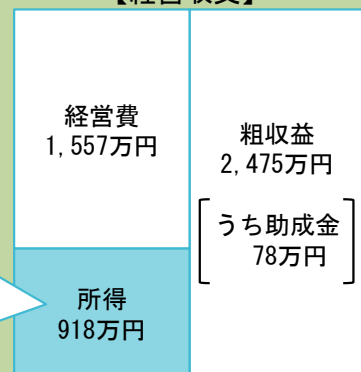 経営費
1,557万円
粗収益
2,475万円
うち助成金
78万円
所得
918万円